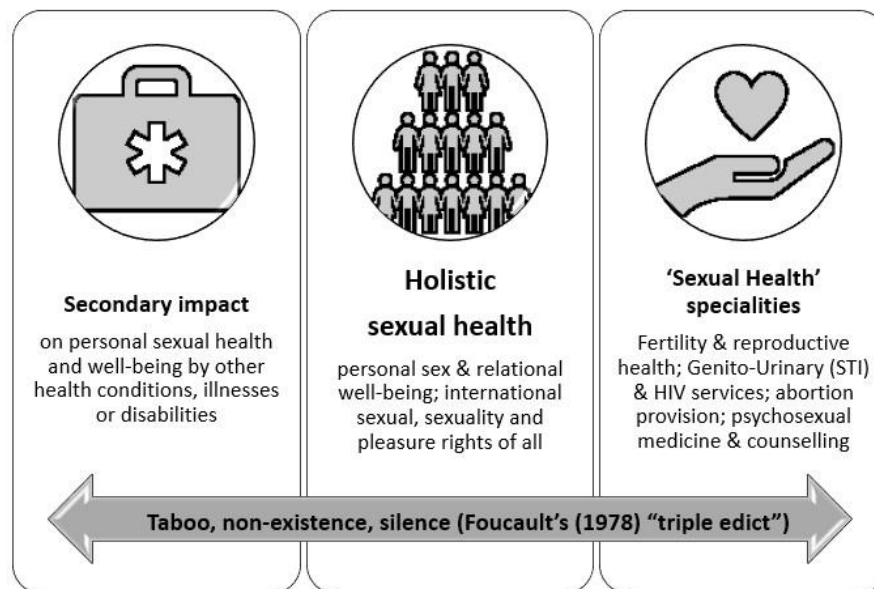 Secondary impact
on personal sexual health
and well-being by other
health conditions, illnesses
or disabilities
Holistic
sexual health
personal sex & relational
well-being; international
sexual, sexuality and
pleasure rights of all
‘Sexual Health’
specialities
Fertility & reproductive
health; Genito-Urinary (STI)
& HIV services; abortion
provision; psychosexual
medicine & counselling
Taboo, non-existence, silence (Foucault’s (1978) “triple edict”)